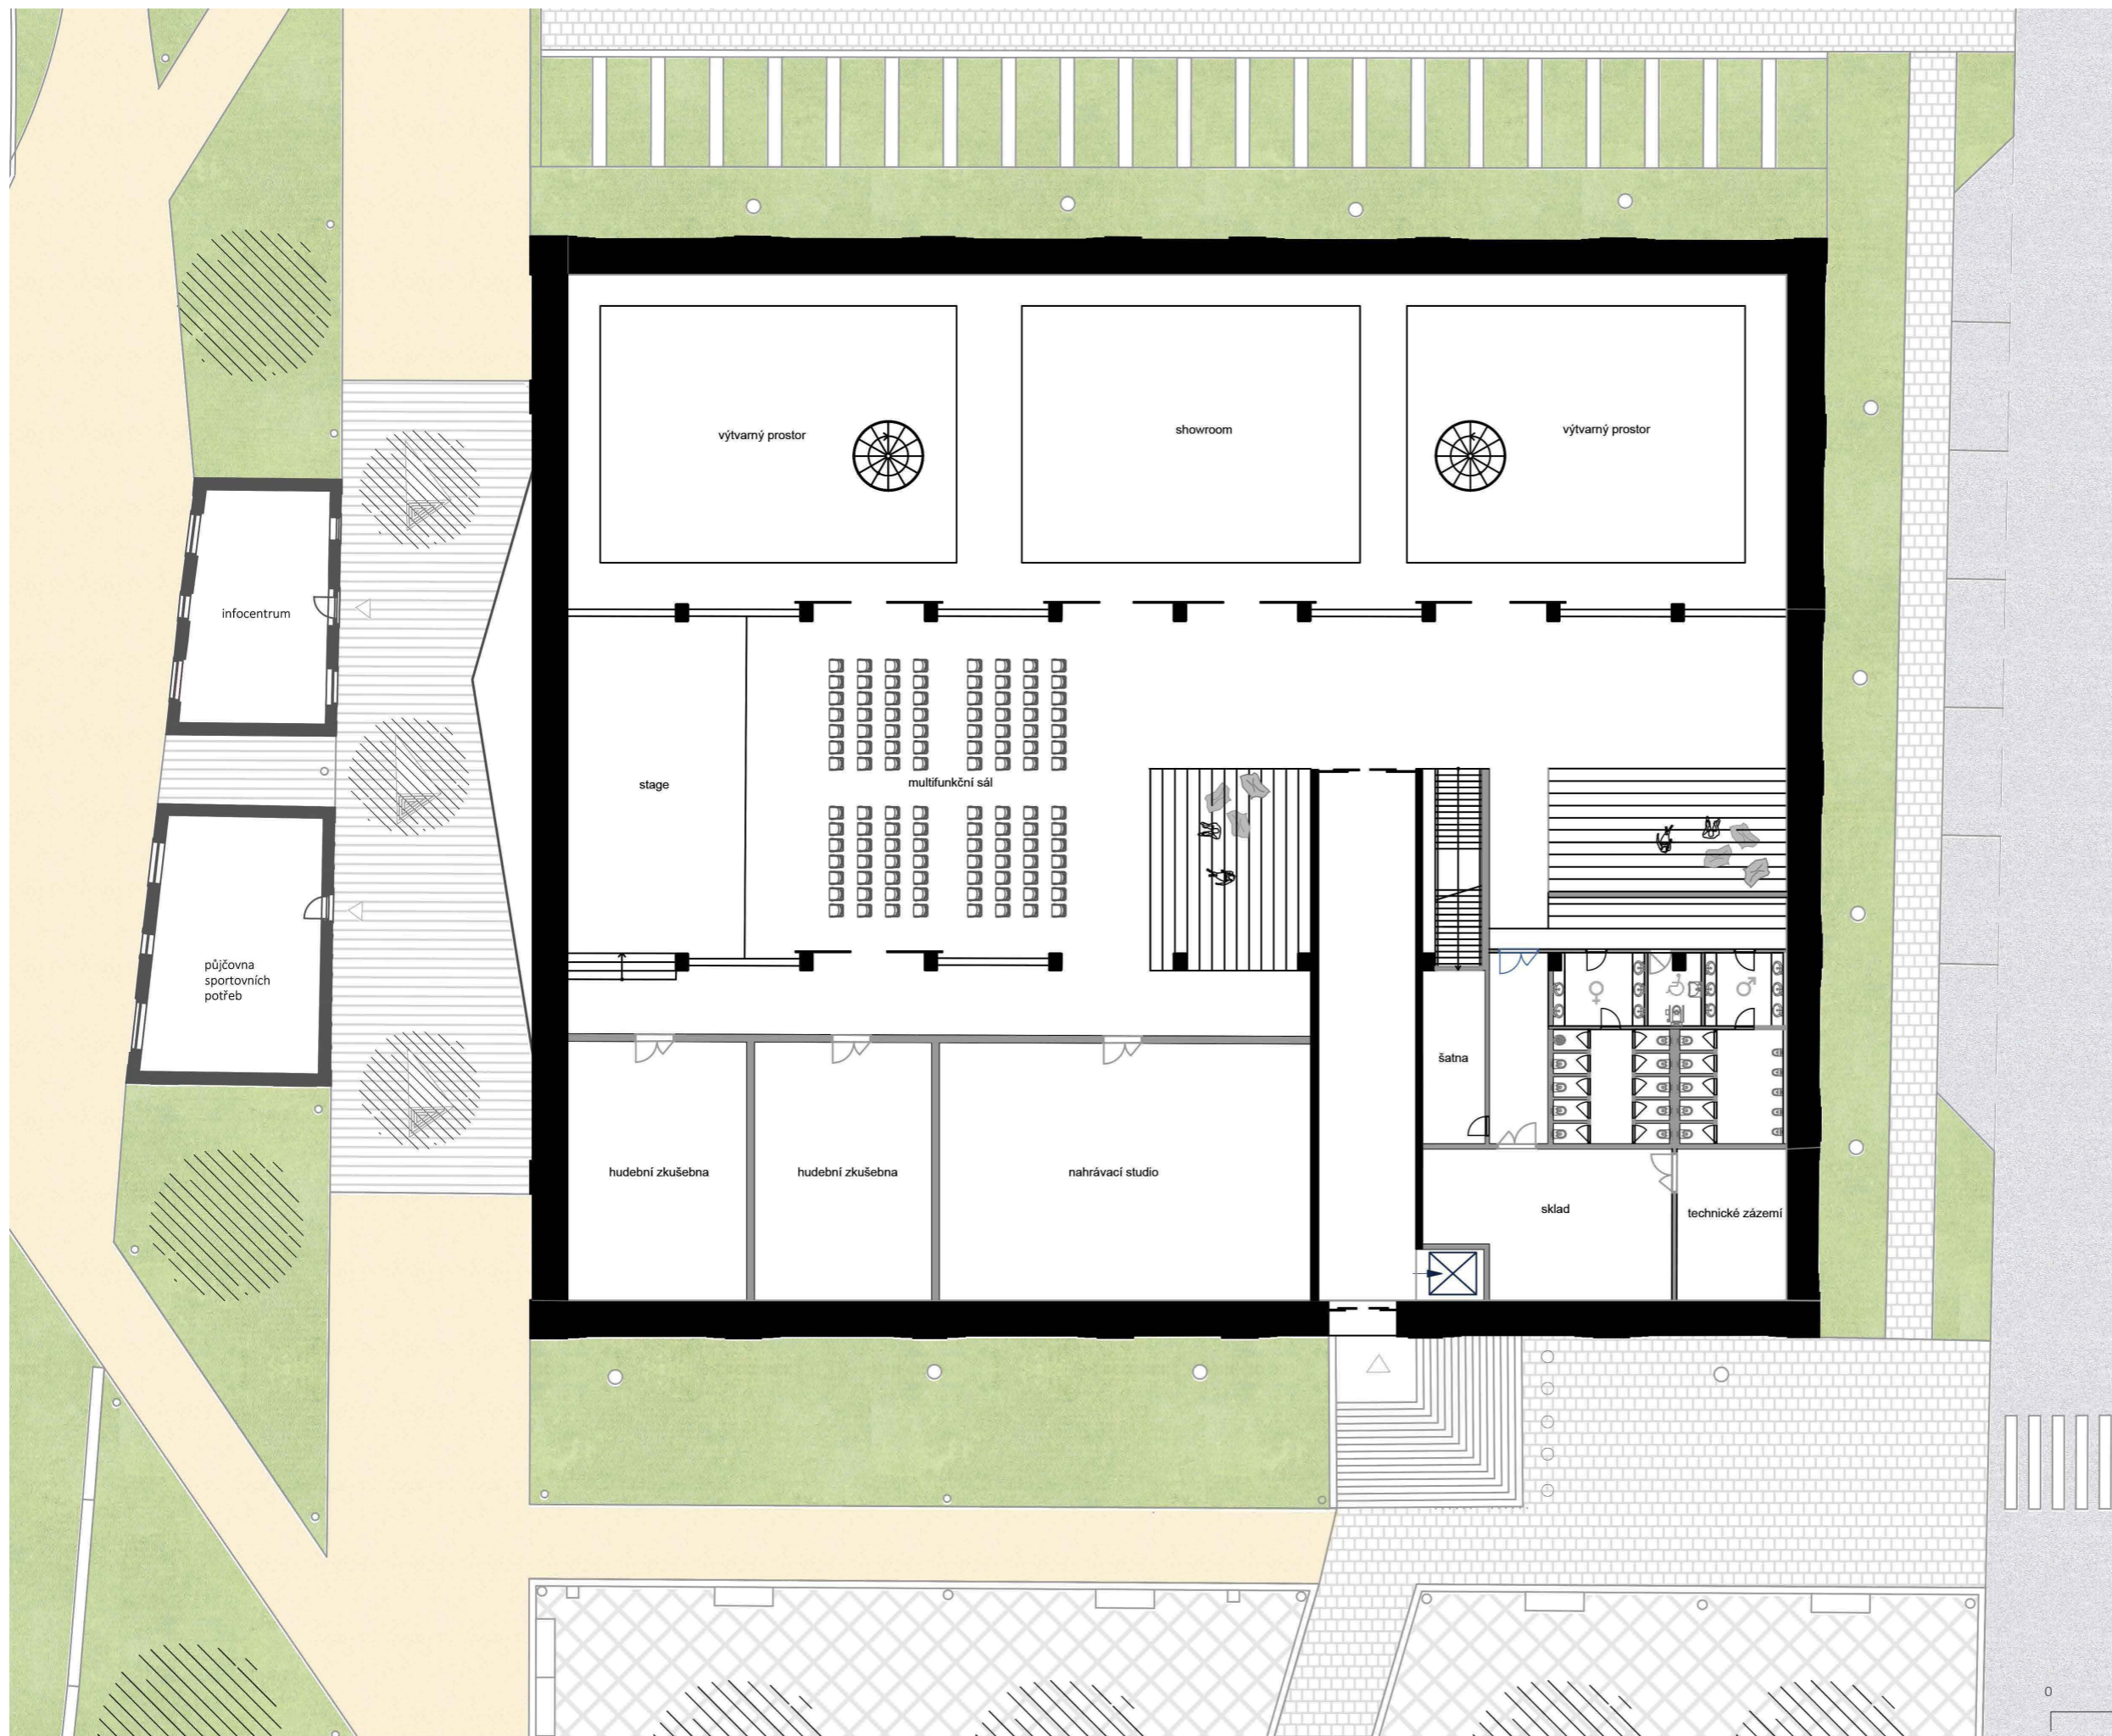 výtvarný prostor
showroom
výtvarný prostor
infocentrum
stage
multifunkční sál
půjčovna
sportovních
potřeb
šatna
hudební zkušebna
hudební zkušebna
nahrávací studio
sklad
technické zázemí
0